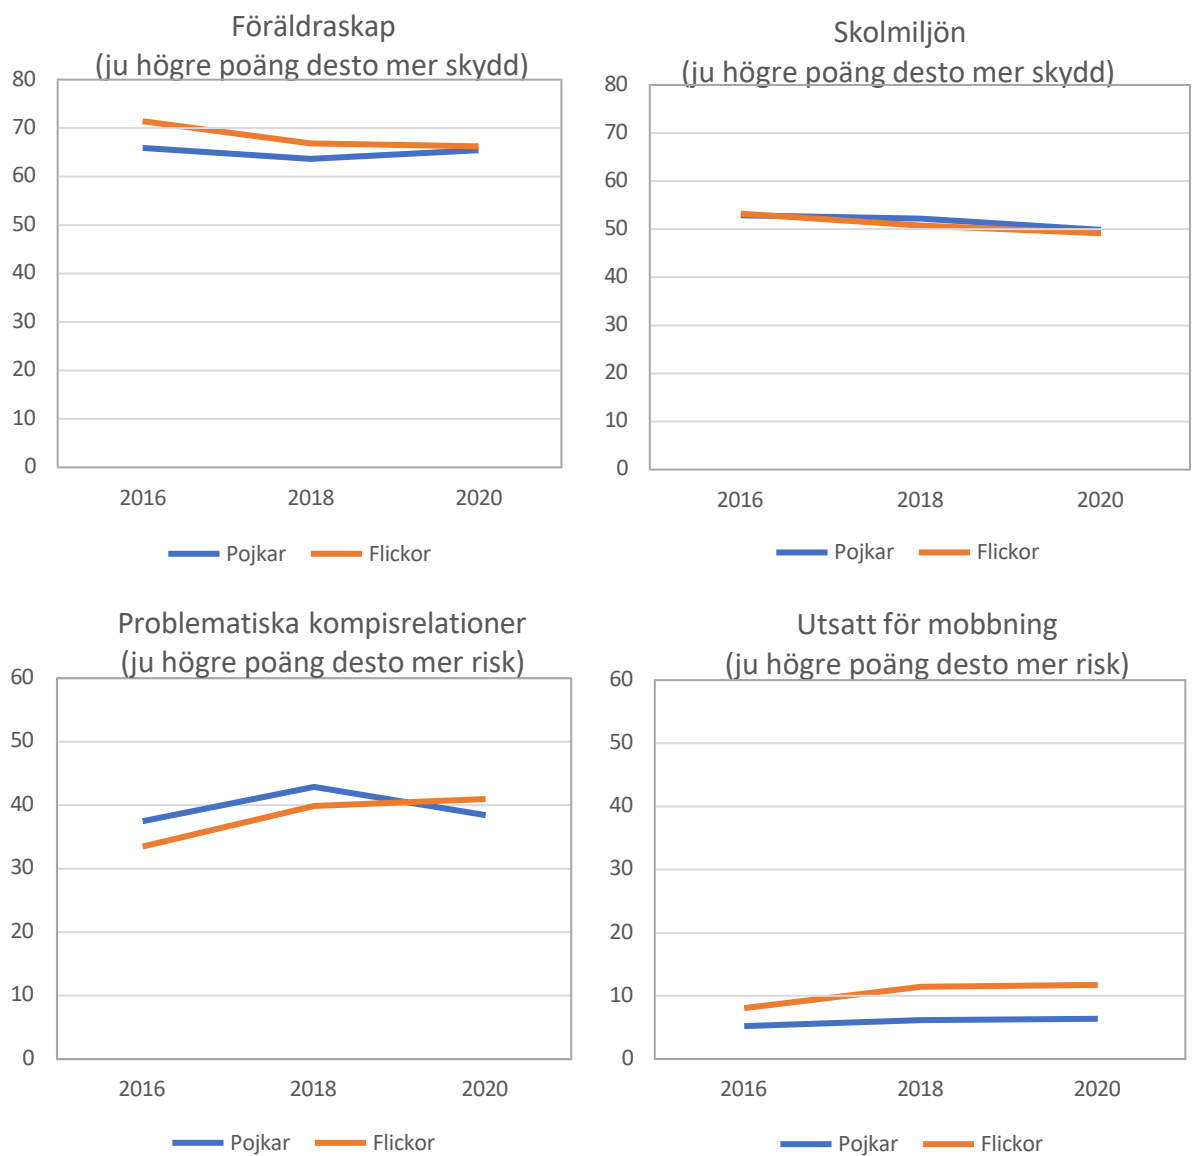 Föräldraskap
(ju högre poäng desto mer skydd)
80
70
60
50
40
30
20
10
0
2016 2018 2020
Pojkar Flickor
Skolmiljön
(ju högre poäng desto mer skydd)
80
70
60
50
40
30
20
10
0
2016 2018 2020
Pojkar Flickor
Problematiska kompisrelationer
(ju högre poäng desto mer risk)
60
50
40
30
20
10
0
2016 2018 2020
Pojkar Flickor
Utsatt för mobbning
(ju högre poäng desto mer risk)
60
50
40
30
20
10
0
2016 2018 2020
Pojkar Flickor